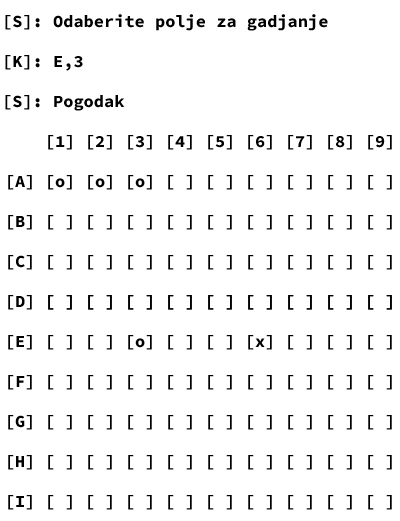 [S]: Odaberite polje za gadjanje
[K]: E,3
[S]: Pogodak
[1] [2] [3] [4] [5] [6] [7] [8] [9]
[A] [o] [o] [o] [ ] [ ] [ ] [ ] [ ] [ ]
[B] [ ] [ ] [ ] [ ] [ ] [ ] [ ] [ ] [ ]
[C] [ ] [ ] [ ] [ ] [ ] [ ] [ ] [ ] [ ]
[D] [ ] [ ] [ ] [ ] [ ] [ ] [ ] [ ] [ ]
[E] [ ] [ ] [o] [ ] [ ] [x] [ ] [ ] [ ]
[F] [ ] [ ] [ ] [ ] [ ] [ ] [ ] [ ] [ ]
[G] [ ] [ ] [ ] [ ] [ ] [ ] [ ] [ ] [ ]
[H] [ ] [ ] [ ] [ ] [ ] [ ] [ ] [ ] [ ]
[I] [ ] [ ] [ ] [ ] [ ] [ ] [ ] [ ] [ ]